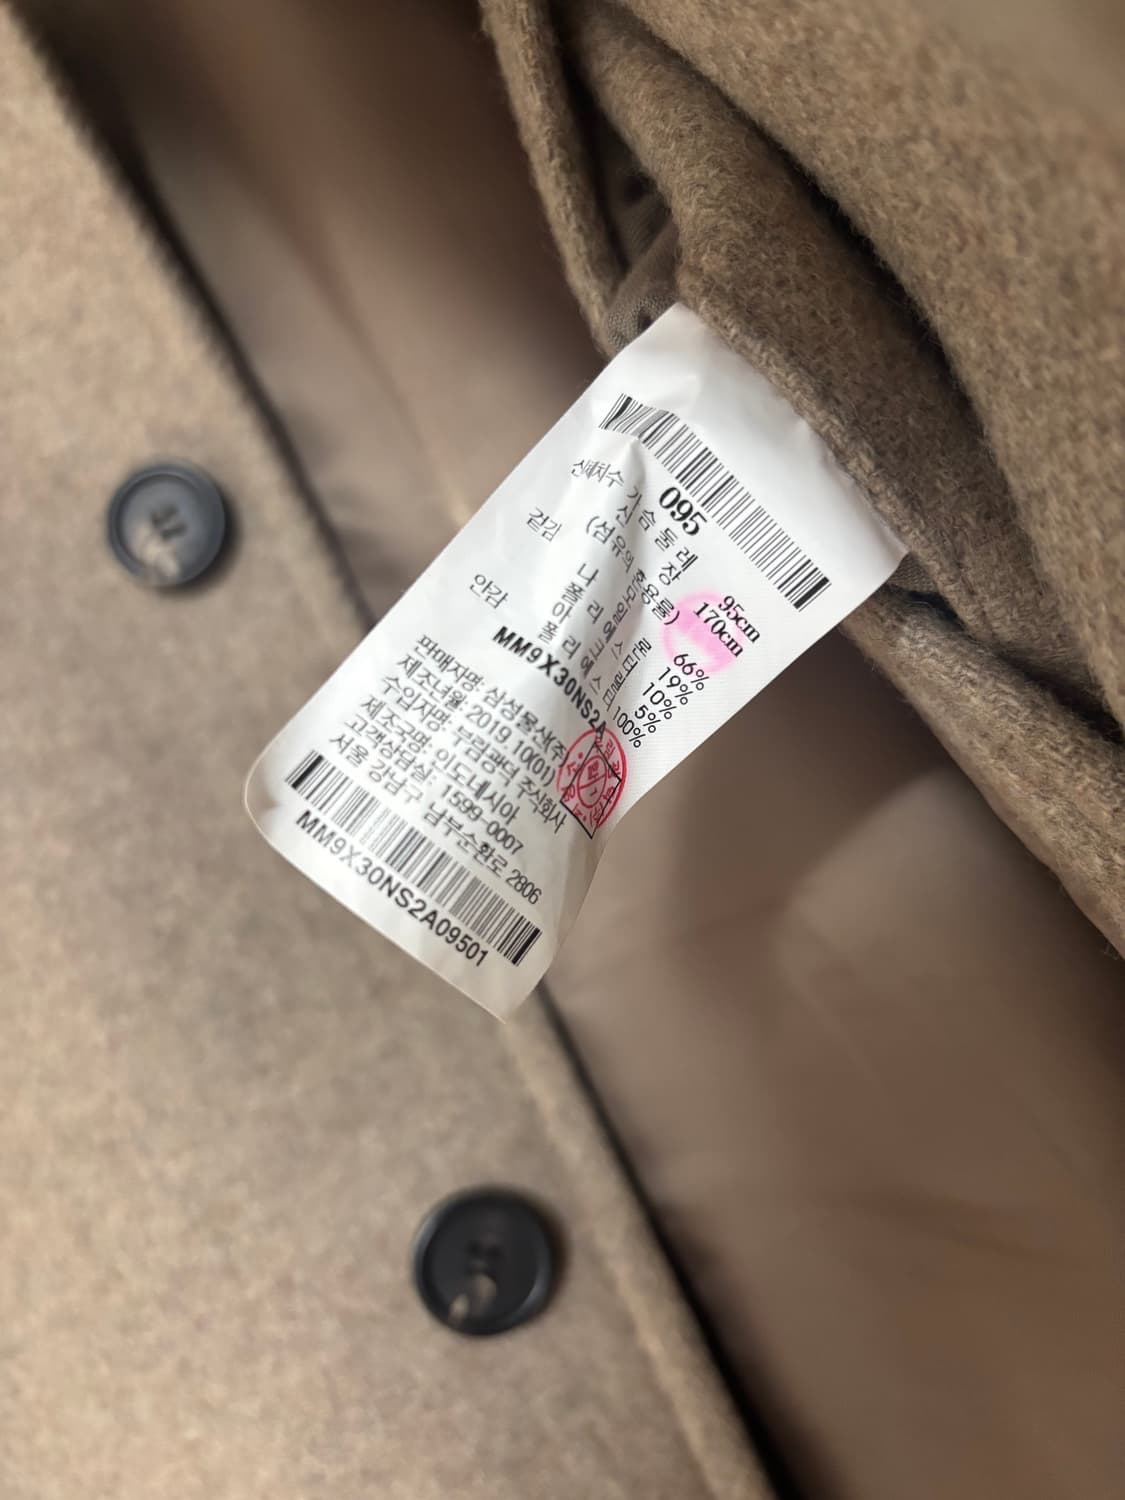 095
신체치수 가슴둘레 95cm
신장 170cm
(섬유의 혼용률)
겉감 모 66%
나일론 19%
폴리에스터 10%
아크릴 5%
안감 폴리에스터 100%
MM9X30NS2A
판매자명: 삼성물산(주)
제조년월: 2019.10(01)
수입자명: 부림광덕 주식회사
제조국명: 인도네시아
고객상담실: 1599-0007
서울 강남구 남부순환로 2806
MM9X30NS2A09501